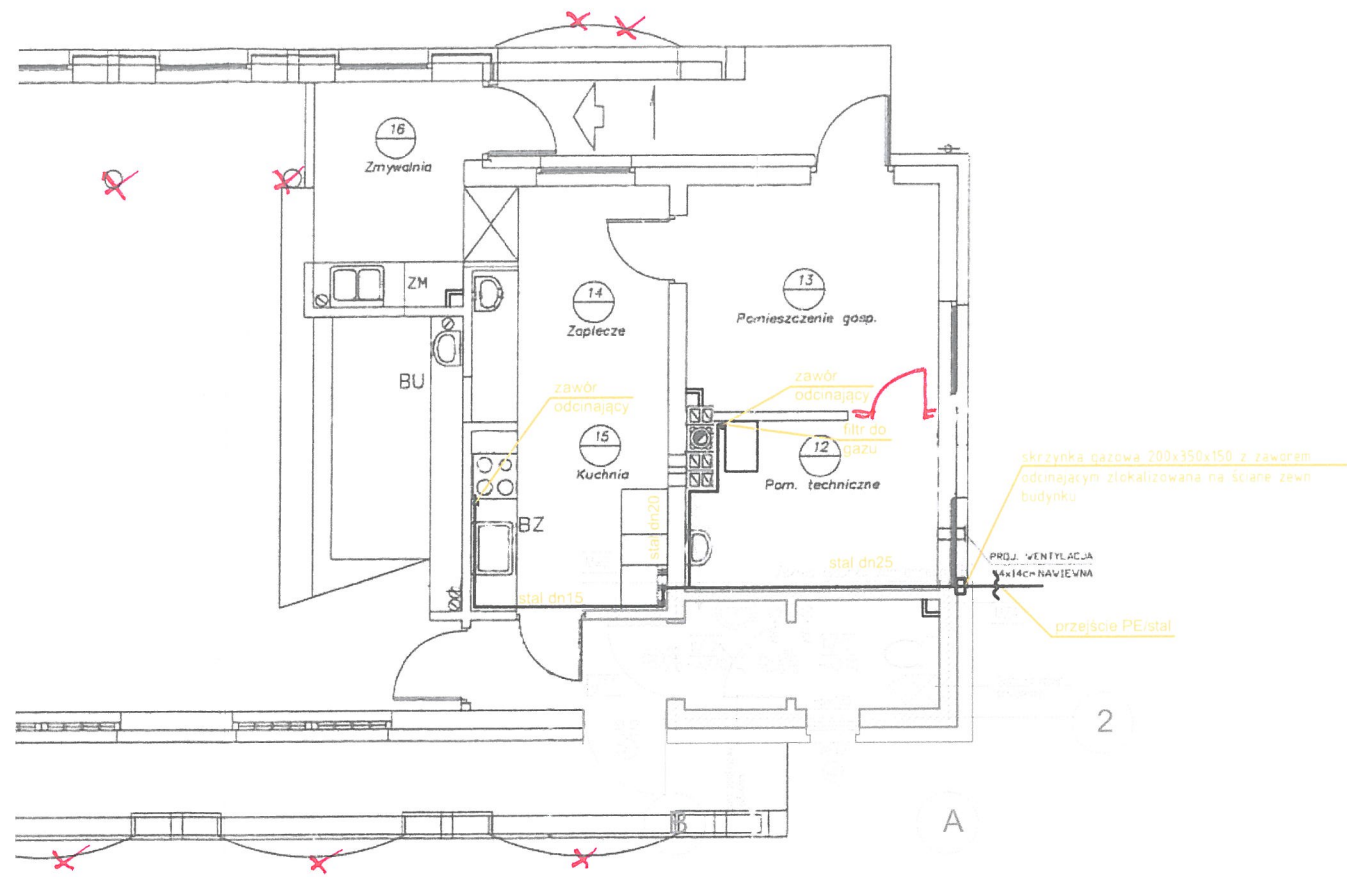 16
Zmywalnia
ZM
14
Zaplecze
13
Pomieszczenie gosp.
BU
zawór
odcinający
zawór
odcinający
filtr do
gazu
15
Kuchnia
12
Pom. techniczne
skrzynka gazowa 200x350x150 z zaworem
odcinającym zlokalizowana na ścianie zewn
budynku
BZ
stal dn20
stal dn25
PROJ. WENTYLACJA
14x14cm NAWIEWNA
stal dn15
przejście PE/stal
2
B
A